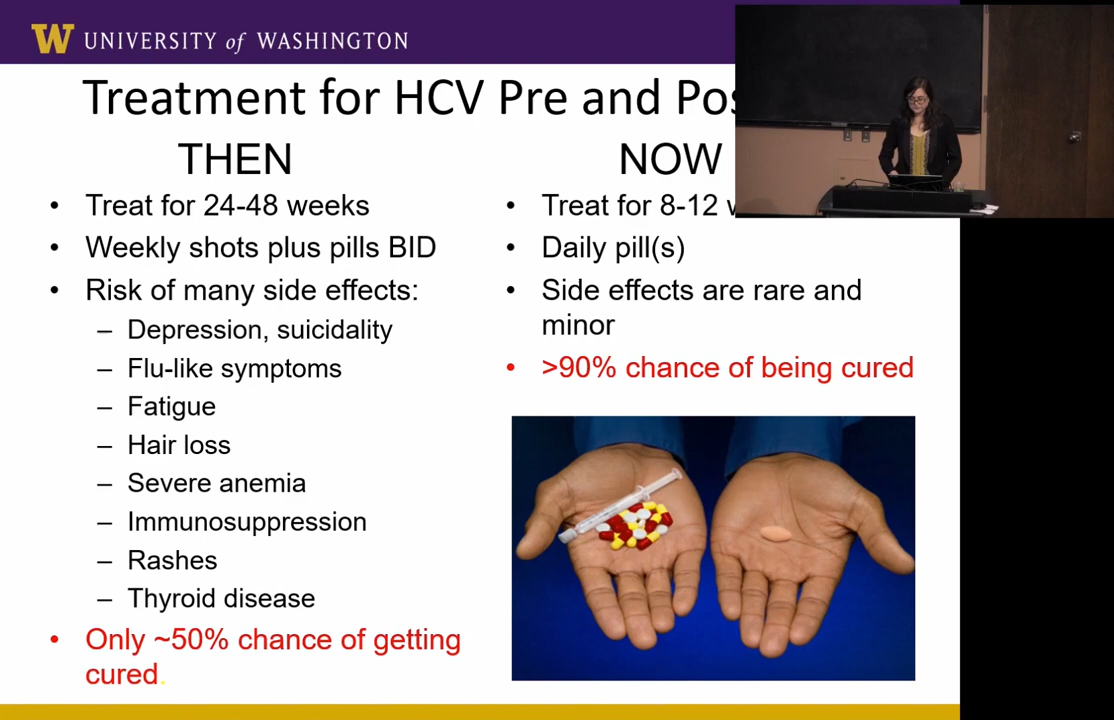 W UNIVERSITY of WASHINGTON
Treatment for HCV Pre and
THEN
• Treat for 24-48 weeks
• Weekly shots plus pills BID
• Risk of many side effects:
– Depression, suicidality
– Flu-like symptoms
– Fatigue
– Hair loss
– Severe anemia
– Immunosuppression
– Rashes
– Thyroid disease
• Only ~50% chance of getting
cured.
NOW
• Treat for 8-12
• Daily pill(s)
• Side effects are rare and
minor
• >90% chance of being cured